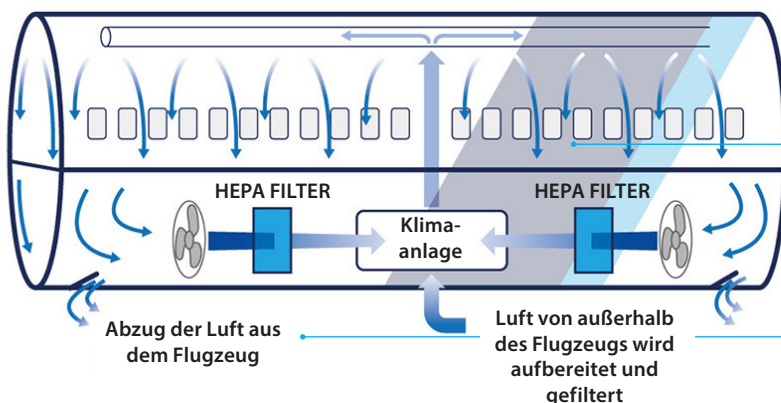 HEPA FILTER
HEPA FILTER
Klima-
anlage
Abzug der Luft aus
dem Flugzeug
Luft von außerhalb
des Flugzeugs wird
aufbereitet und
gefiltert